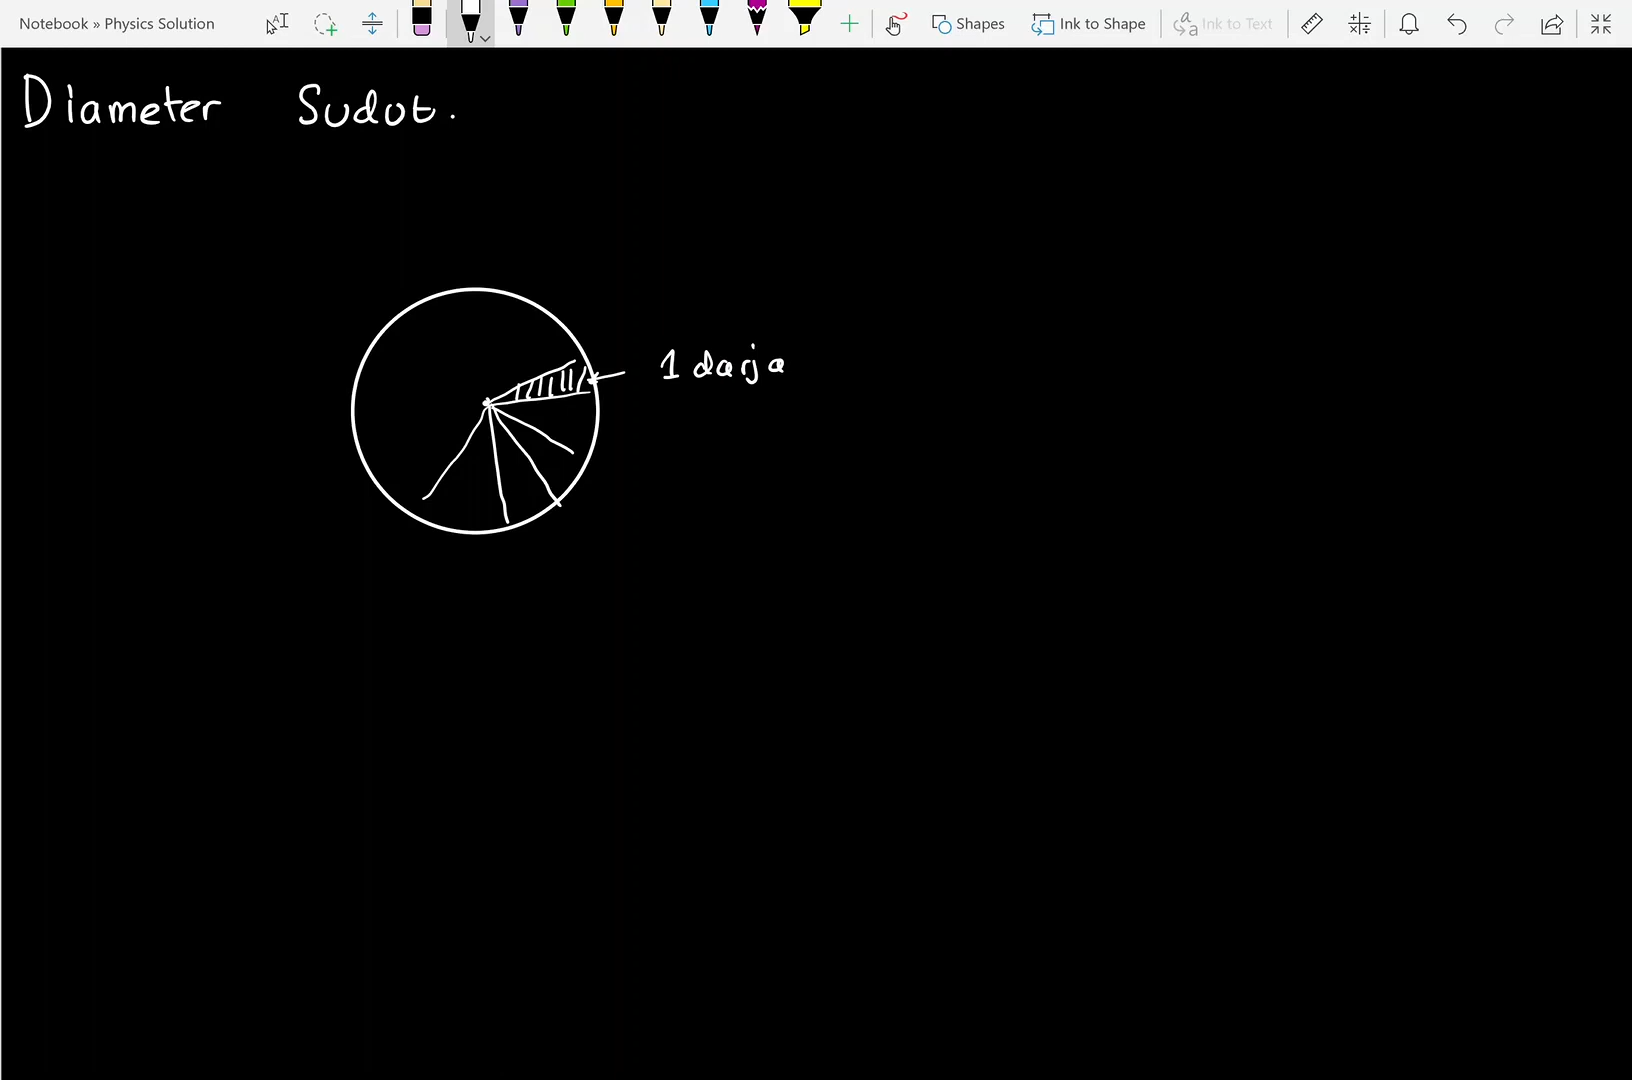 Notebook » Physics Solution
Shapes
Ink to Shape
Ink to Text
Diameter Sudut.
1 darja